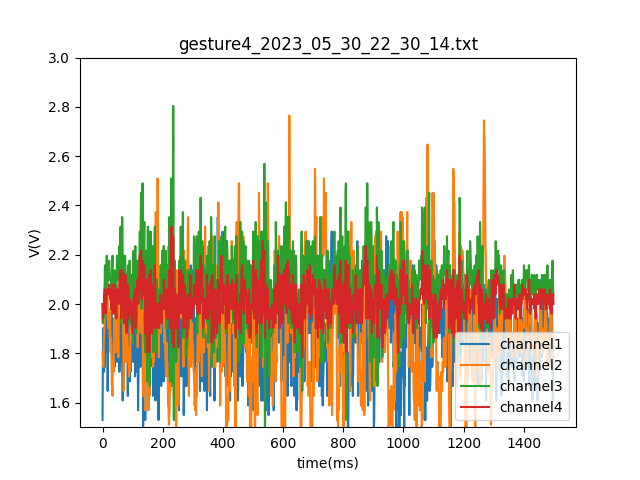 gesture4_2023_05_30_22_30_14.txt
3.0
2.8
2.6
2.4
2.2
2.0
1.8
1.6
V(V)
channel1
channel2
channel3
channel4
0 200 400 600 800 1000 1200 1400
time(ms)